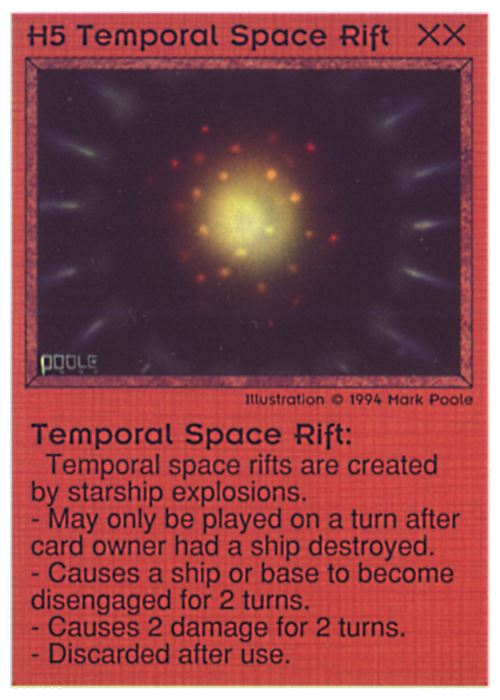 H5 Temporal Space Rift XX
POOLE
Illustration © 1994 Mark Poole
Temporal Space Rift:
Temporal space rifts are created
by starship explosions.
- May only be played on a turn after
card owner had a ship destroyed.
- Causes a ship or base to become
disengaged for 2 turns.
- Causes 2 damage for 2 turns.
- Discarded after use.